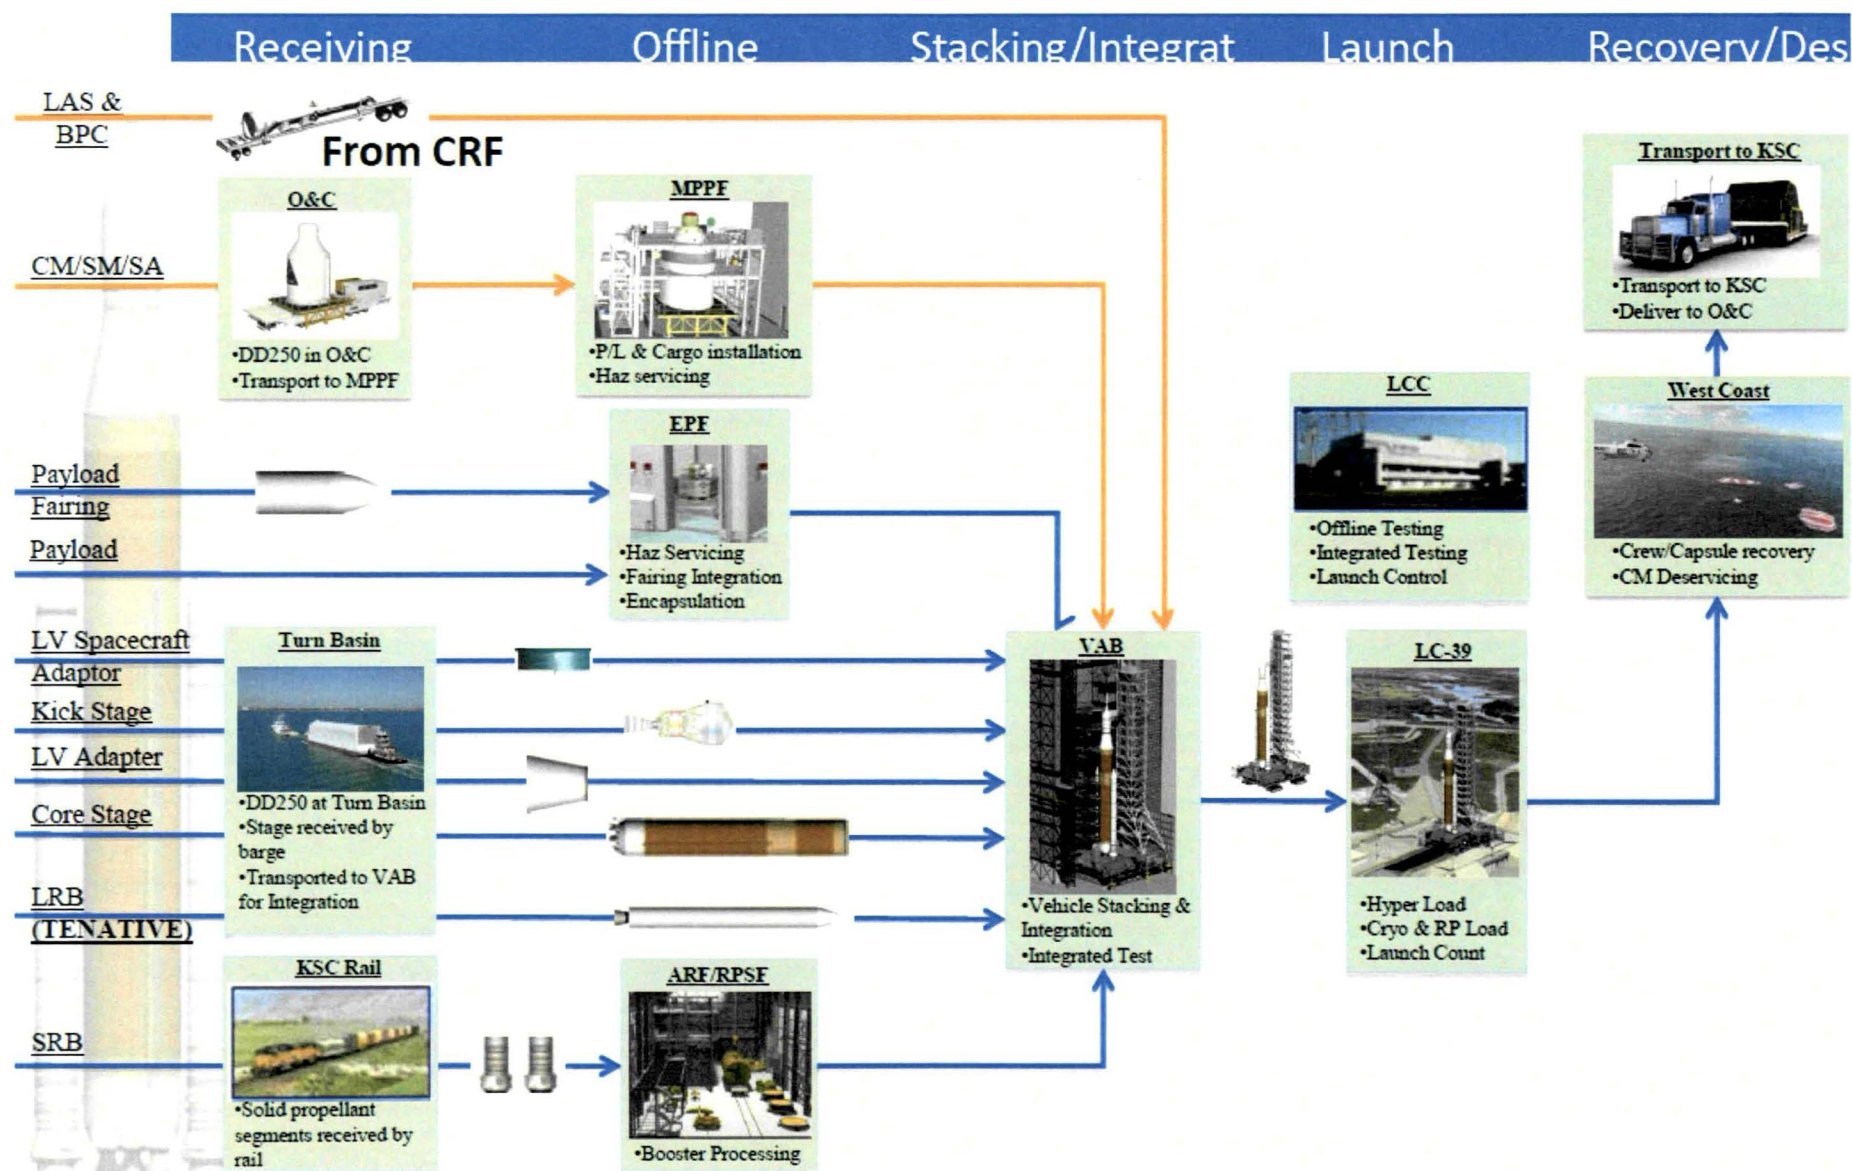 Receiving
Offline
Stacking/Integrat
Launch
Recovery/Des
LAS &
BPC
From CRF
O&C
•DD250 in O&C
•Transport to MPPF
MPPF
•P/L & Cargo installation
•Haz servicing
Transport to KSC
•Transport to KSC
•Deliver to O&C
CM/SM/SA
LCC
•Offline Testing
•Integrated Testing
•Launch Control
West Coast
•Crew/Capsule recovery
•CM Deservicing
EPF
•Haz Servicing
•Fairing Integration
•Encapsulation
Payload
Fairing
Payload
LV Spacecraft
Adaptor
Kick Stage
LV Adapter
Core Stage
LRB
(TENATIVE)
Turn Basin
•DD250 at Turn Basin
•Stage received by
barge
•Transported to VAB
for Integration
VAB
•Vehicle Stacking &
Integration
•Integrated Test
LC-39
•Hyper Load
•Cryo & RP Load
•Launch Count
SRB
KSC Rail
•Solid propellant
segments received by
rail
ARF/RPSF
•Booster Processing